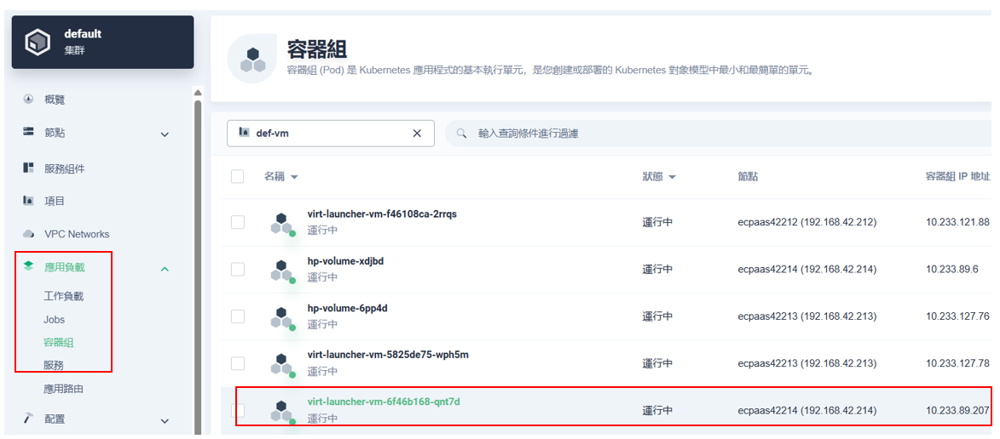 default
集群
概覽
節點
服務組件
項目
VPC Networks
應用負載
工作負載
Jobs
容器組
服務
應用路由
配置
容器組
容器組 (Pod) 是 Kubernetes 應用程式的基本執行單元，是您創建或部署的 Kubernetes 對象模型中最小和最簡單的單元。
def-vm 輸入查詢條件進行過濾
名稱 狀態 節點 容器組 IP 地址
virt-launcher-vm-f46108ca-2rrqs
運行中 運行中 ecpaas42212 (192.168.42.212) 10.233.121.88
hp-volume-xdjbd
運行中 運行中 ecpaas42214 (192.168.42.214) 10.233.89.6
hp-volume-6pp4d
運行中 運行中 ecpaas42213 (192.168.42.213) 10.233.127.76
virt-launcher-vm-5825de75-wph5m
運行中 運行中 ecpaas42213 (192.168.42.213) 10.233.127.78
virt-launcher-vm-6f46b168-qnt7d
運行中 運行中 ecpaas42214 (192.168.42.214) 10.233.89.207